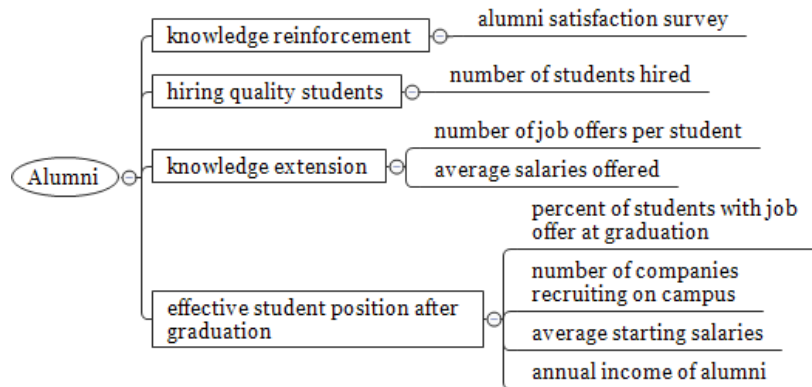 Alumni
knowledge reinforcement
alumni satisfaction survey
hiring quality students
number of students hired
knowledge extension
number of job offers per student
average salaries offered
effective student position after
graduation
percent of students with job
offer at graduation
number of companies
recruiting on campus
average starting salaries
annual income of alumni